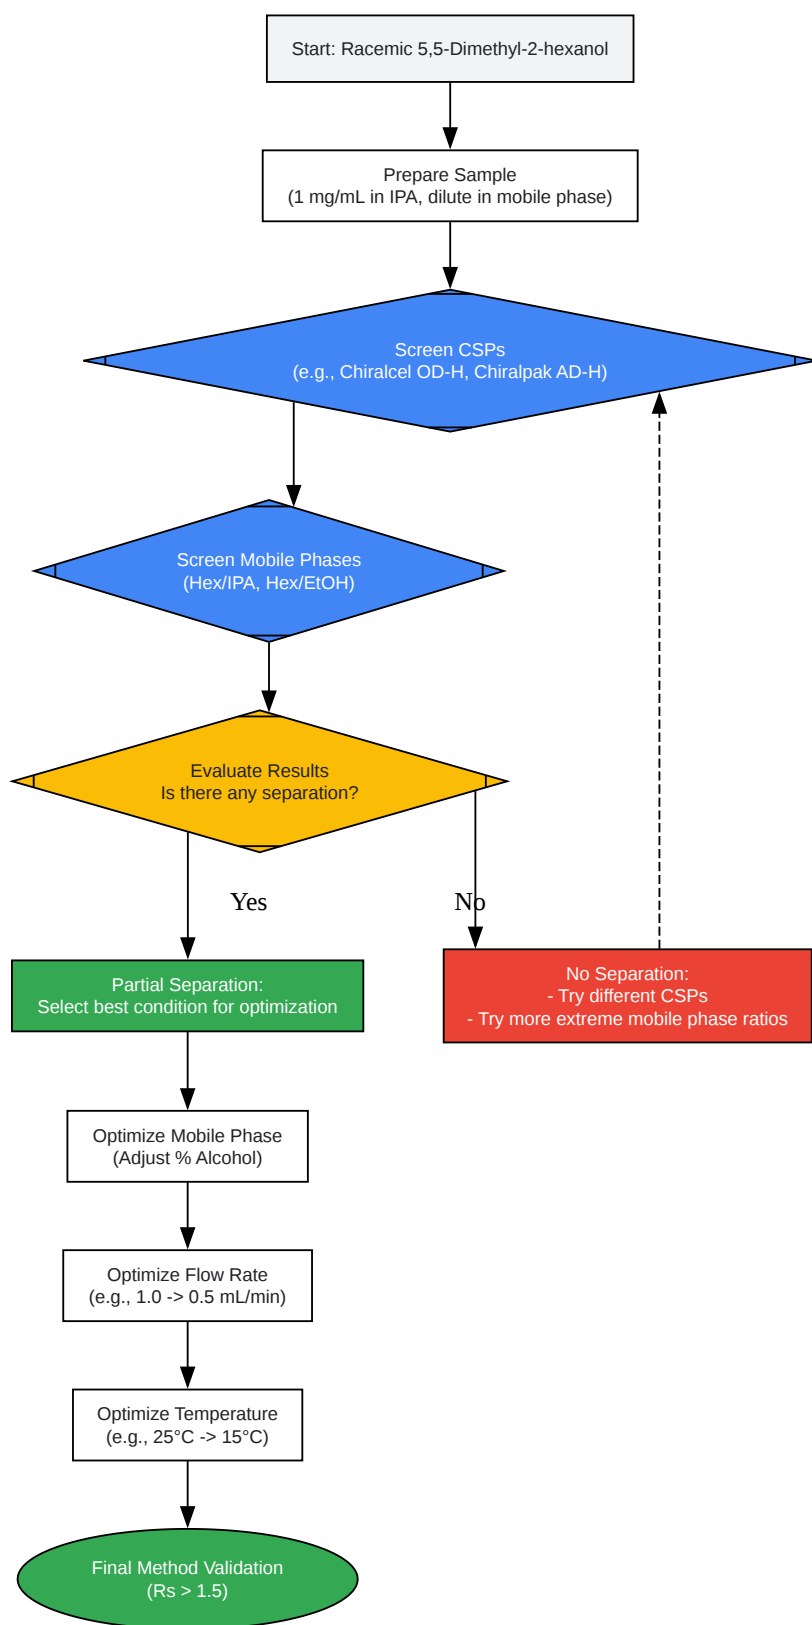 Start: Racemic 5,5-Dimethyl-2-hexanol
Prepare Sample
(1 mg/mL in IPA, dilute in mobile phase)
Screen CSPs
(e.g., Chiralcel OD-H, Chiralpak AD-H)
Screen Mobile Phases
(Hex/IPA, Hex/EtOH)
Evaluate Results
Is there any separation?
Yes
No
Partial Separation:
Select best condition for optimization
No Separation:
- Try different CSPs
- Try more extreme mobile phase ratios
Optimize Mobile Phase
(Adjust % Alcohol)
Optimize Flow Rate
(e.g., 1.0 -> 0.5 mL/min)
Optimize Temperature
(e.g., 25°C -> 15°C)
Final Method Validation
(Rs > 1.5)